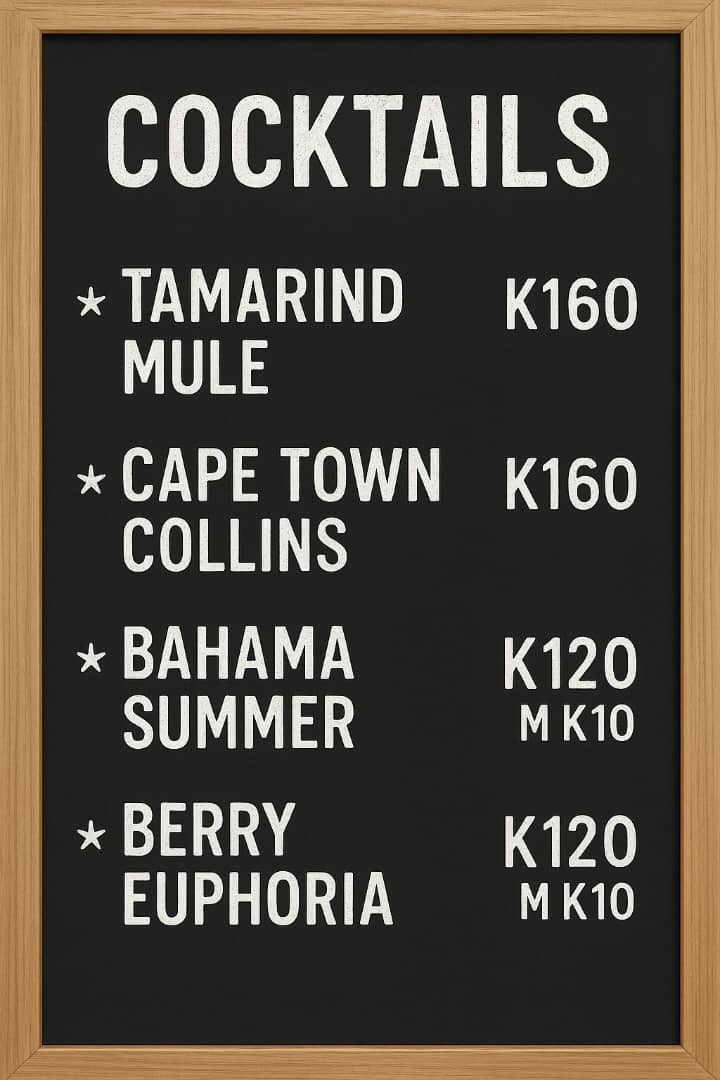 COCKTAILS
* TAMARIND MULE K160
* CAPE TOWN COLLINS K160
* BAHAMA SUMMER K120
M K10
* BERRY EUPHORIA K120
M K10